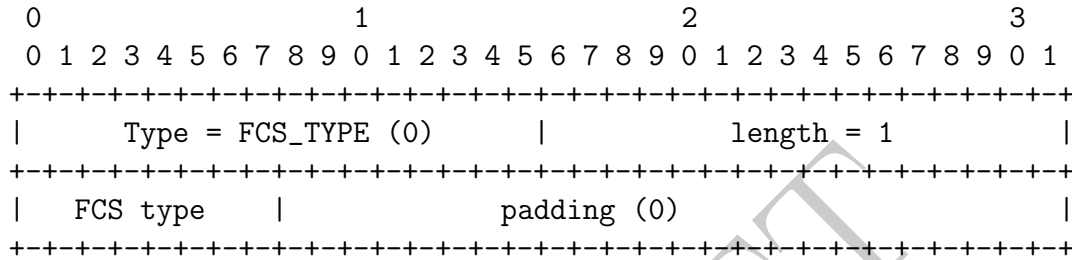 0                   1                   2                   3
 0 1 2 3 4 5 6 7 8 9 0 1 2 3 4 5 6 7 8 9 0 1 2 3 4 5 6 7 8 9 0 1
+-+-+-+-+-+-+-+-+-+-+-+-+-+-+-+-+-+-+-+-+-+-+-+-+-+-+-+-+-+-+-+-+
|      Type = FCS_TYPE (0)      |           length = 1          |
+-+-+-+-+-+-+-+-+-+-+-+-+-+-+-+-+-+-+-+-+-+-+-+-+-+-+-+-+-+-+-+-+
|   FCS type    |             padding (0)                       |
+-+-+-+-+-+-+-+-+-+-+-+-+-+-+-+-+-+-+-+-+-+-+-+-+-+-+-+-+-+-+-+-+